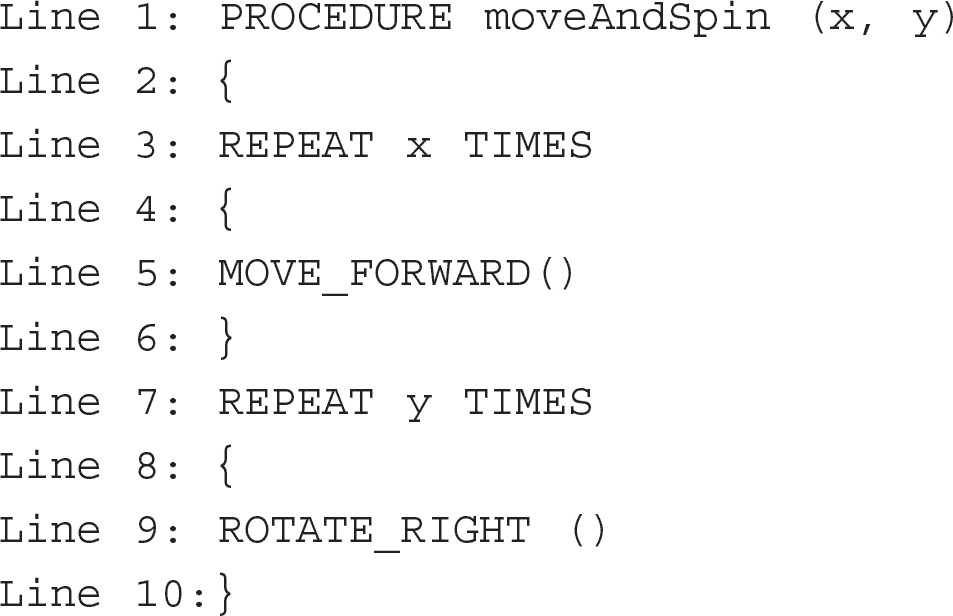 Line 1: PROCEDURE moveAndSpin (x, y)
Line 2: {
Line 3: REPEAT x TIMES
Line 4: {
Line 5: MOVE_FORWARD()
Line 6: }
Line 7: REPEAT y TIMES
Line 8: {
Line 9: ROTATE_RIGHT ()
Line 10:}